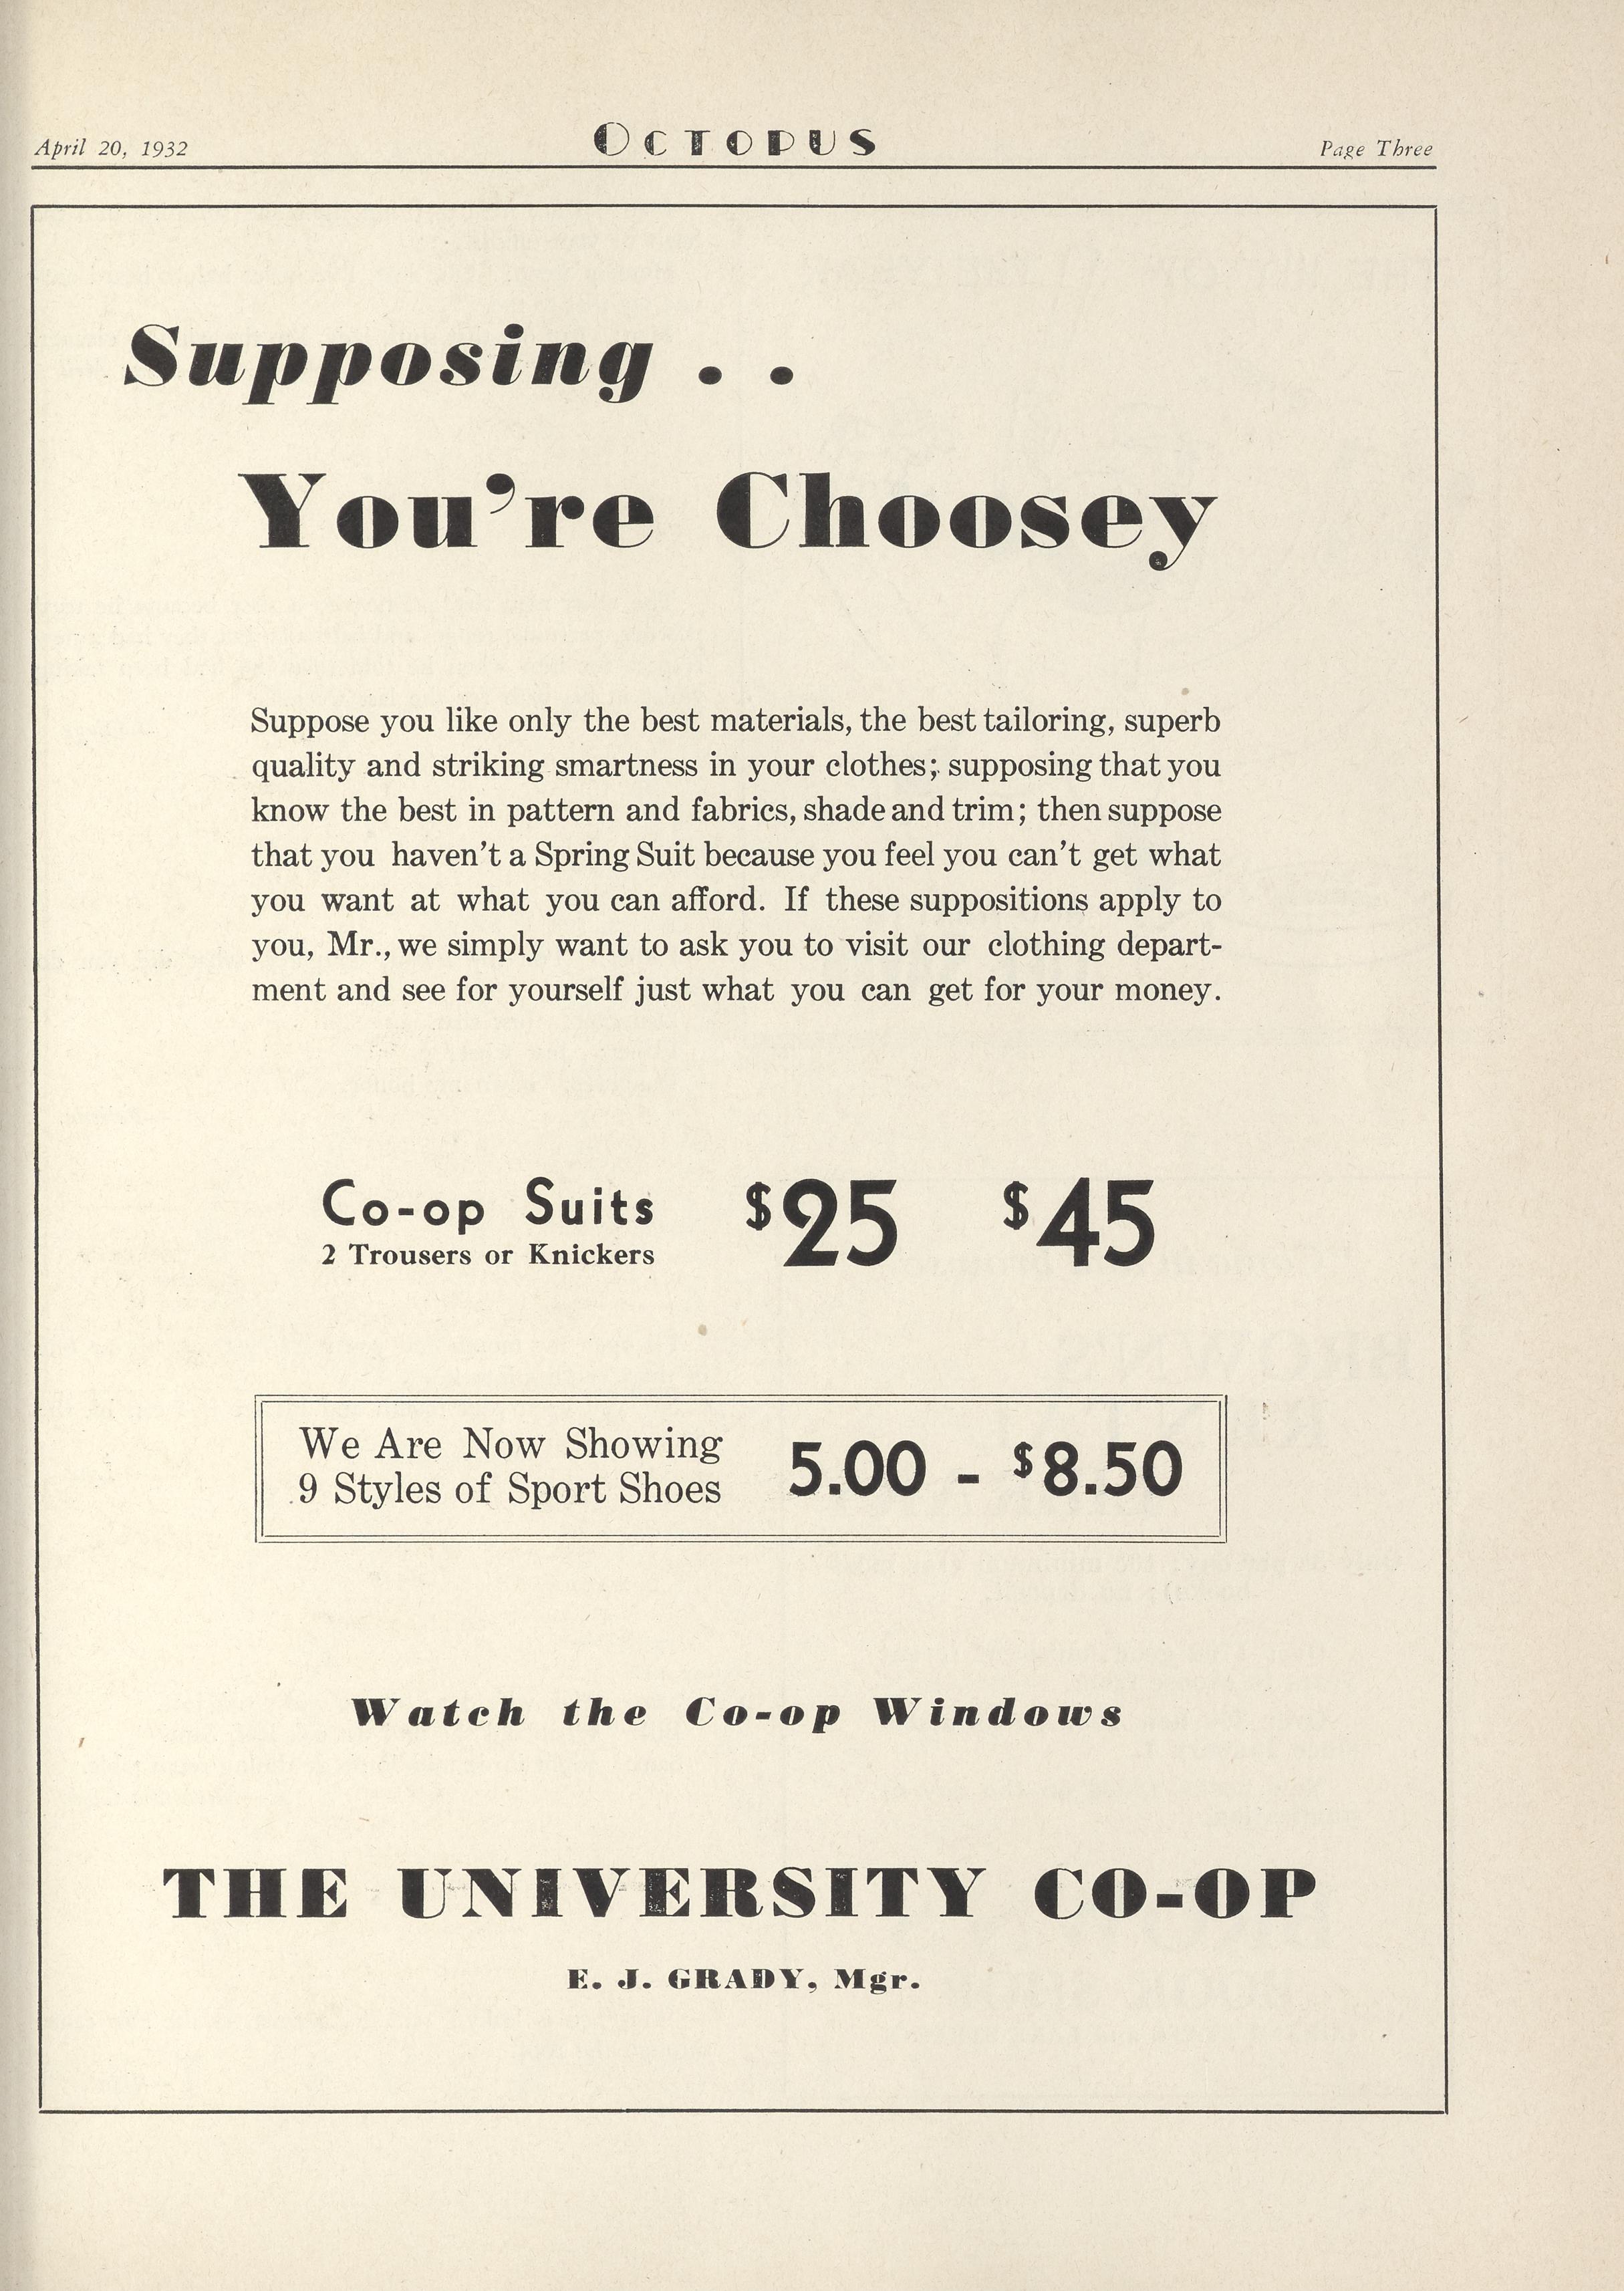 April 20, 1932
OCTOPUS
Page Three
Supposing . .
You're Choosey
Suppose you like only the best materials, the best tailoring, superb
quality and striking smartness in your clothes; supposing that you
know the best in pattern and fabrics, shade and trim; then suppose
that you haven't a Spring Suit because you feel you can't get what
you want at what you can afford. If these suppositions apply to
you, Mr., we simply want to ask you to visit our clothing depart-
ment and see for yourself just what you can get for your money.
Co-op Suits $25 $45
2 Trousers or Knickers
We Are Now Showing
9 Styles of Sport Shoes
5.00 - $8.50
Watch the Co-op Windows
THE UNIVERSITY CO-OP
E. J. GRADY, Mgr.